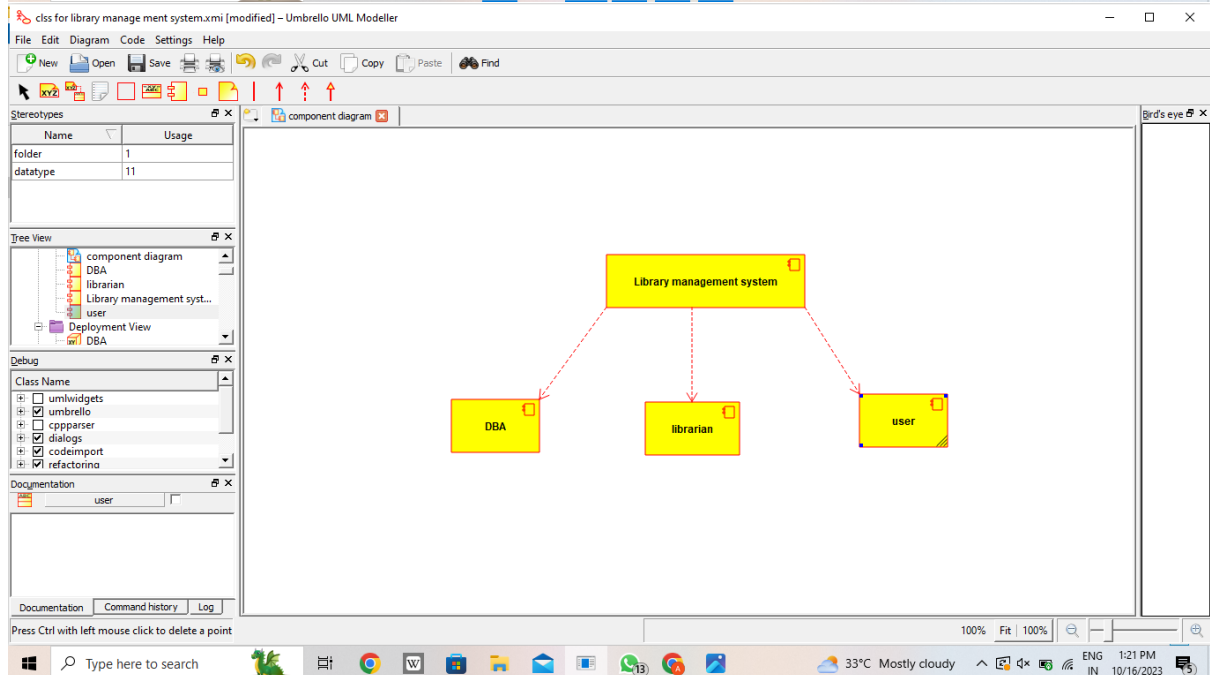 clss for library manage ment system.xmi [modified] – Umbrello UML Modeller
File Edit Diagram Code Settings Help
New Open Save Cut Copy Paste Find
XYZ
Stereotypes
Name Usage
folder 1
datatype 11
component diagram
Bird's eye
Tree View
component diagram
DBA
librarian
Library management syst...
user
Deployment View
DBA
Library management system
DBA
librarian
user
Debug
Class Name
umlwidgets
umbrello
cppparser
dialogs
codeimport
refactoring
Documentation
user
Documentation Command history Log
Press Ctrl with left mouse click to delete a point
100% Fit 100%
Type here to search
W
13
33°C Mostly cloudy
ENG
IN
1:21 PM
10/16/2023
5